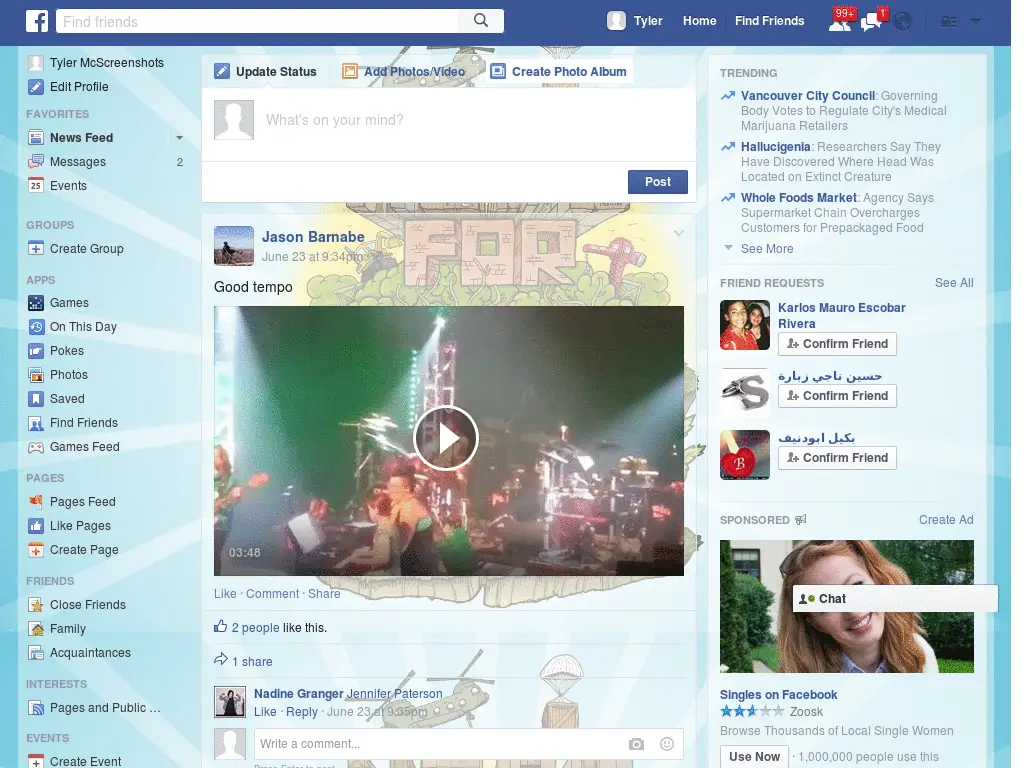 Find friends
Tyler
Home
Find Friends
99+
1
Tyler McScreenshots
Edit Profile
FAVORITES
News Feed
Messages
2
25
Events
GROUPS
Create Group
APPS
Games
On This Day
Pokes
Photos
Saved
Find Friends
Games Feed
PAGES
Pages Feed
Like Pages
Create Page
FRIENDS
Close Friends
Family
Acquaintances
INTERESTS
Pages and Public ...
EVENTS
Create Event
Update Status
Add Photos/Video
Create Photo Album
What's on your mind?
Post
FOR
Jason Barnabe
June 23 at 9:34pm
Good tempo
03:48
Like · Comment · Share
2 people like this.
1 share
Nadine Granger Jennifer Paterson
Like · Reply · June 23 at 9:35pm
Write a comment...
TRENDING
Vancouver City Council: Governing
Body Votes to Regulate City's Medical
Marijuana Retailers
Hallucigenia: Researchers Say They
Have Discovered Where Head Was
Located on Extinct Creature
Whole Foods Market: Agency Says
Supermarket Chain Overcharges
Customers for Prepackaged Food
See More
FRIEND REQUESTS
See All
Karlos Mauro Escobar
Rivera
Confirm Friend
حسين ناجي زبارة
Confirm Friend
بكيل ابودنيف
Confirm Friend
B
SPONSORED
Create Ad
Chat
Singles on Facebook
Zoosk
Browse Thousands of Local Single Women
Use Now · 1,000,000 people use this